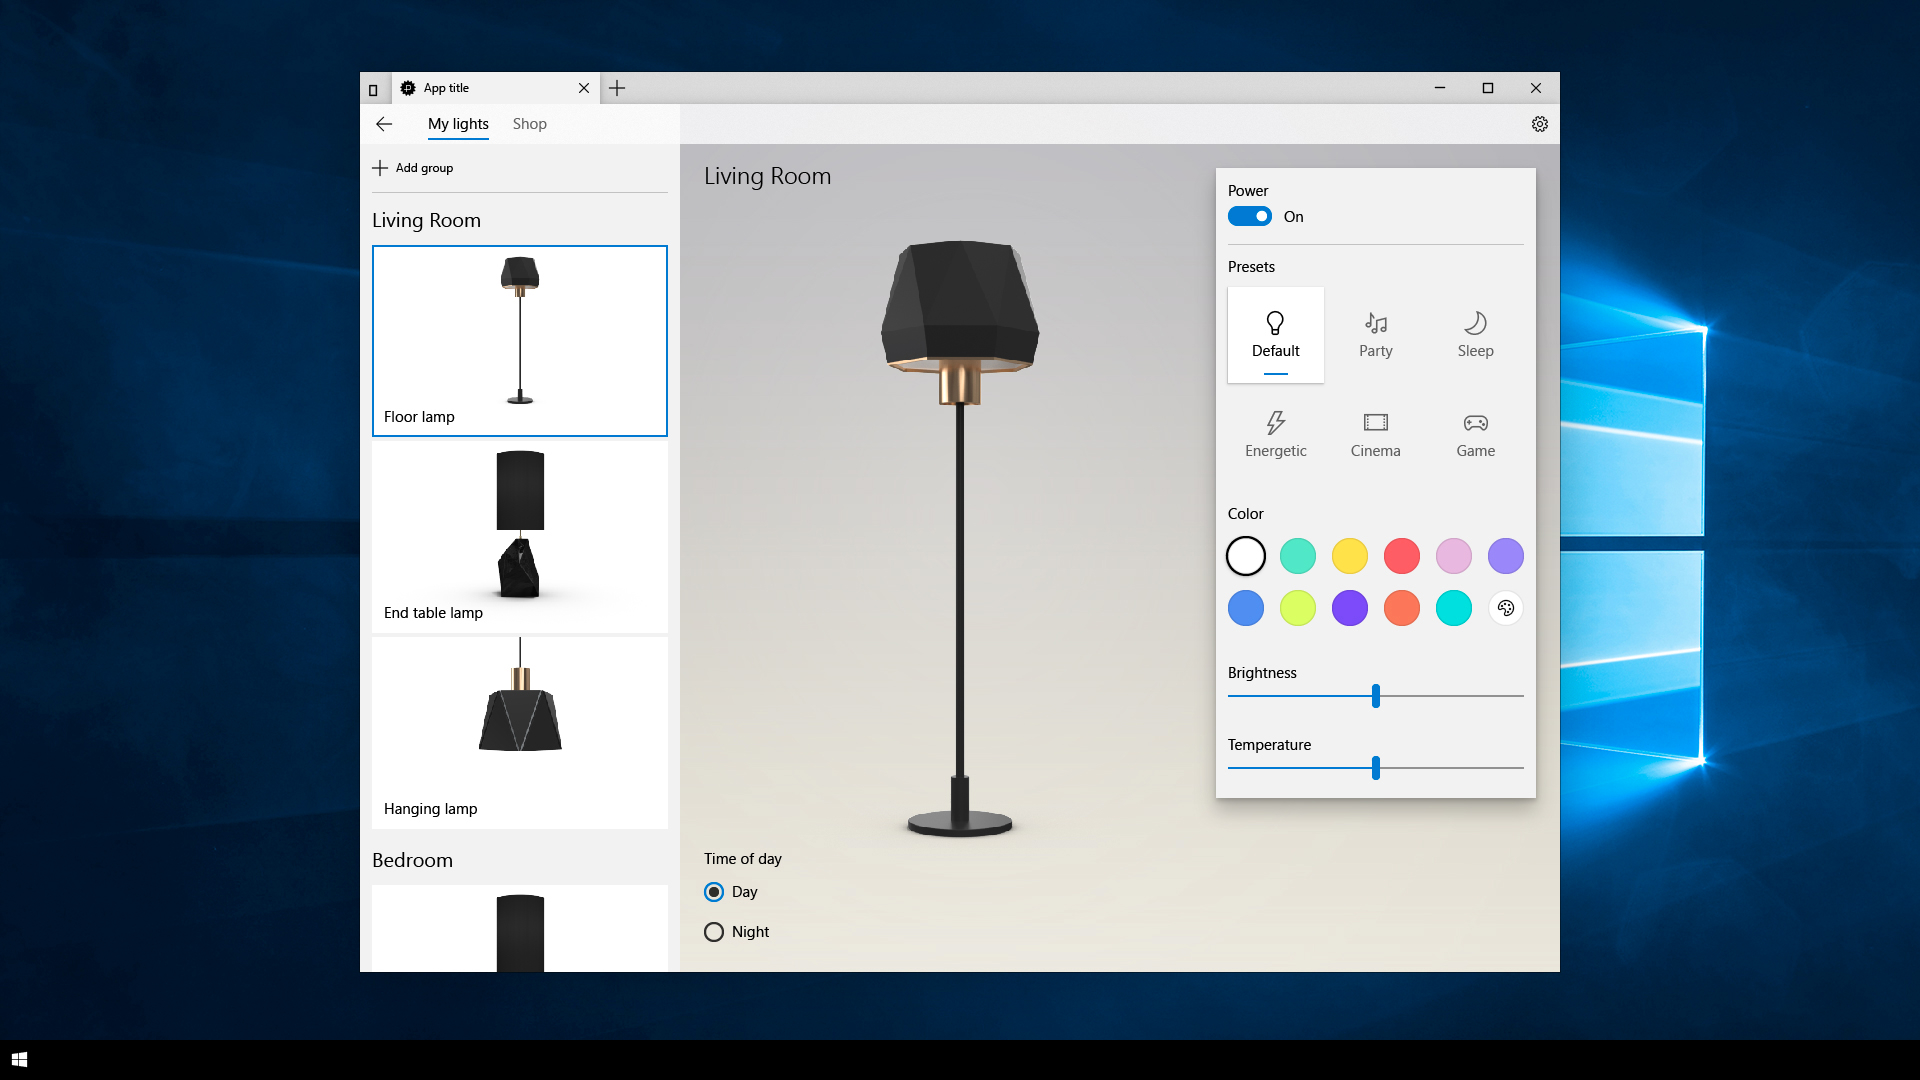 App title
My lights
Shop
Add group
Living Room
Floor lamp
End table lamp
Hanging lamp
Bedroom
Living Room
Time of day
Day
Night
Power
On
Presets
Default
Party
Sleep
Energetic
Cinema
Game
Color
Brightness
Temperature